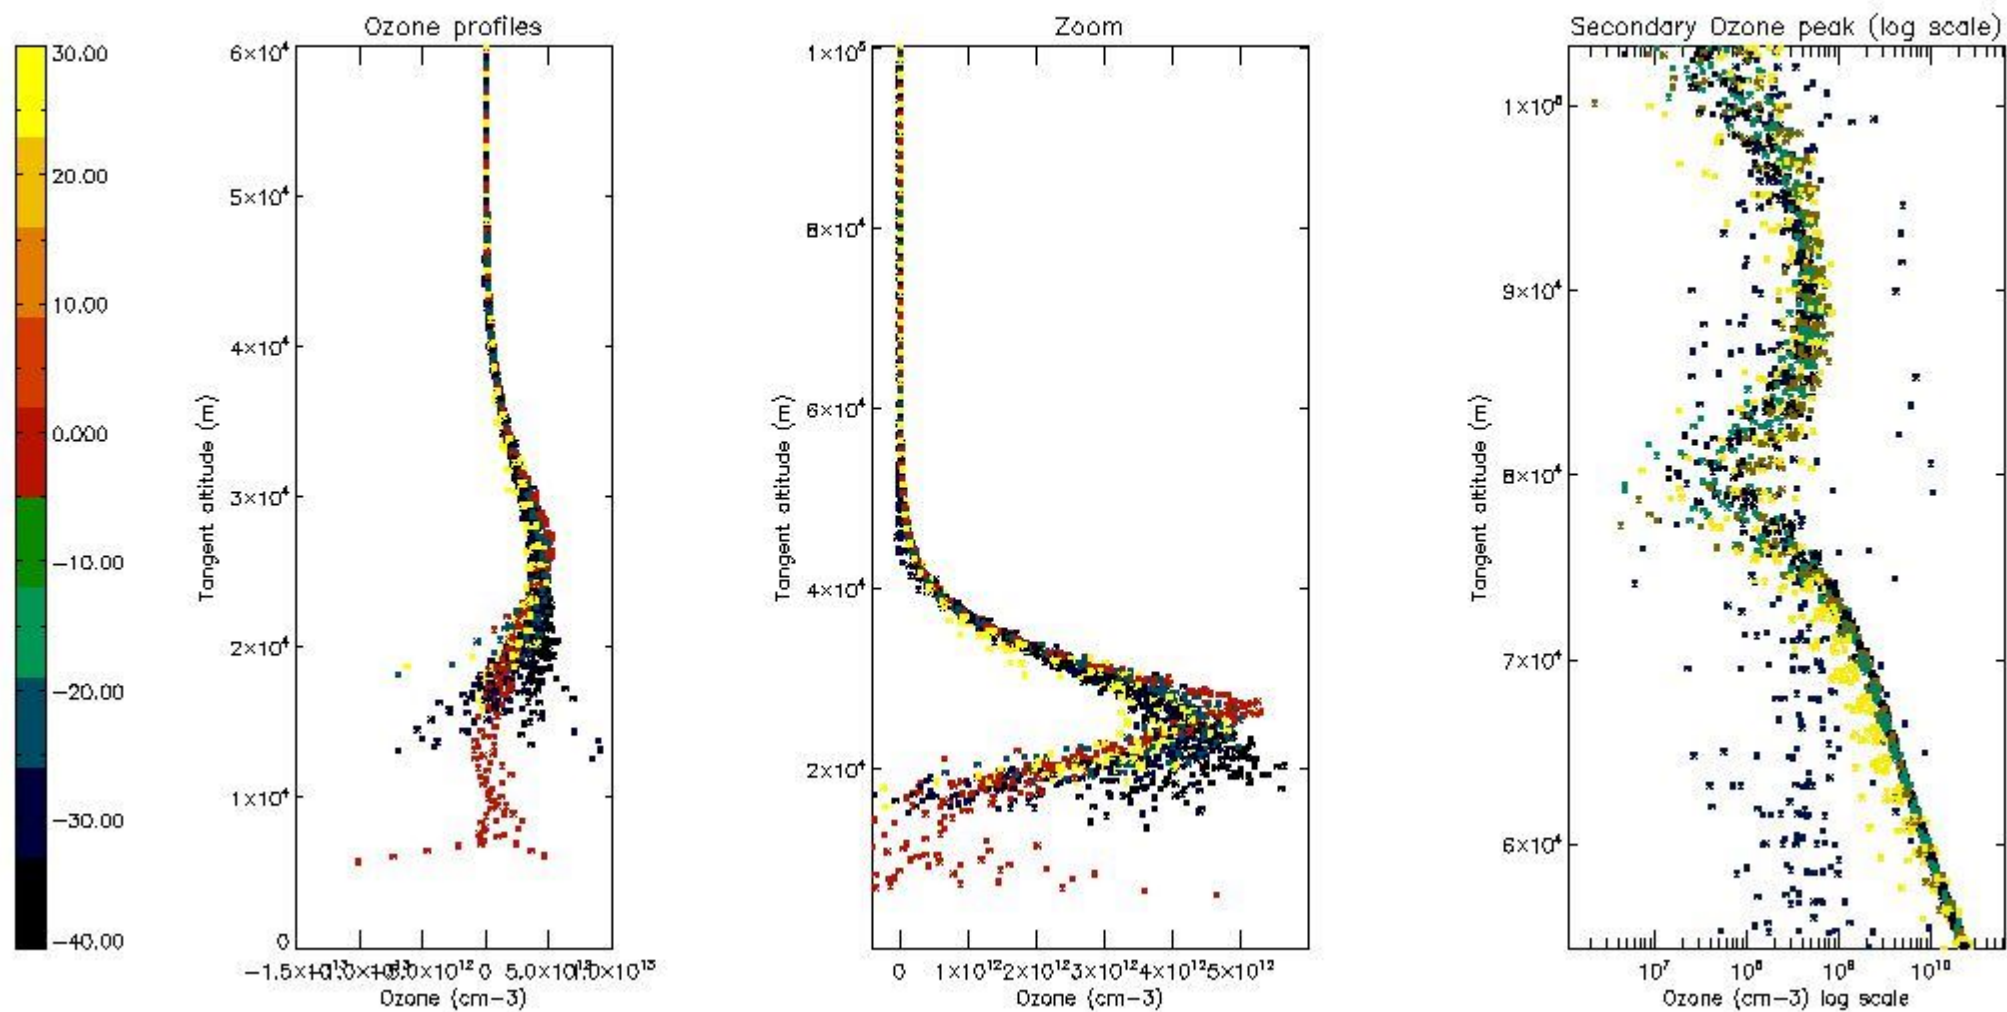 Ozone profiles
Zoom
Secondary Ozone peak (log scale)
30.00
20.00
10.00
0.000
-10.00
-20.00
-30.00
-40.00
6×10⁴
5×10⁴
4×10⁴
3×10⁴
2×10⁴
1×10⁴
0
Tangent altitude (m)
0
Ozone (cm-3)
1×10⁵
8×10⁴
6×10⁴
4×10⁴
2×10⁴
Tangent altitude (m)
0 1×10¹² 2×10¹² 3×10¹² 4×10¹² 5×10¹²
Ozone (cm-3)
9×10⁴
8×10⁴
7×10⁴
6×10⁴
Tangent altitude (m)
10⁷ 10⁸ 10⁹ 10¹⁰
Ozone (cm-3) log scale